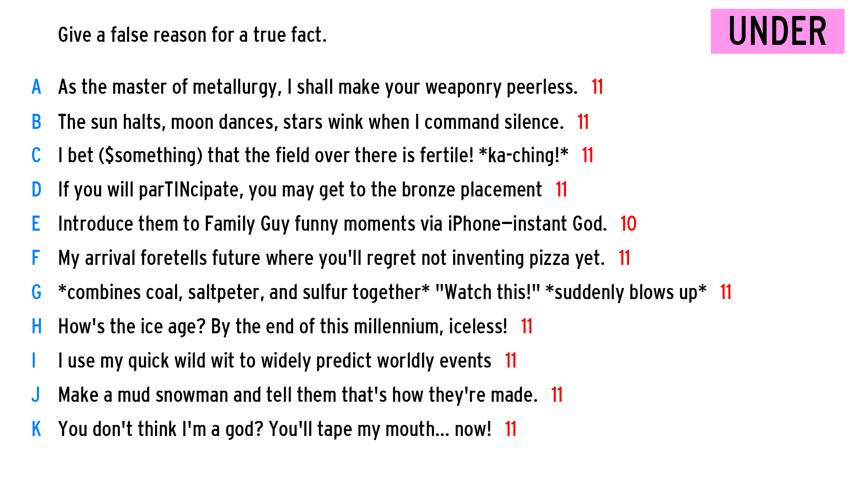 Give a false reason for a true fact.
UNDER
A As the master of metallurgy, I shall make your weaponry peerless. 11
B The sun halts, moon dances, stars wink when I command silence. 11
C I bet ($something) that the field over there is fertile! *ka-ching!* 11
D If you will parTINcipate, you may get to the bronze placement 11
E Introduce them to Family Guy funny moments via iPhone—instant God. 10
F My arrival foretells future where you'll regret not inventing pizza yet. 11
G *combines coal, saltpeter, and sulfur together* "Watch this!" *suddenly blows up* 11
H How's the ice age? By the end of this millennium, iceless! 11
I I use my quick wild wit to widely predict worldly events 11
J Make a mud snowman and tell them that's how they're made. 11
K You don't think I'm a god? You'll tape my mouth... now! 11